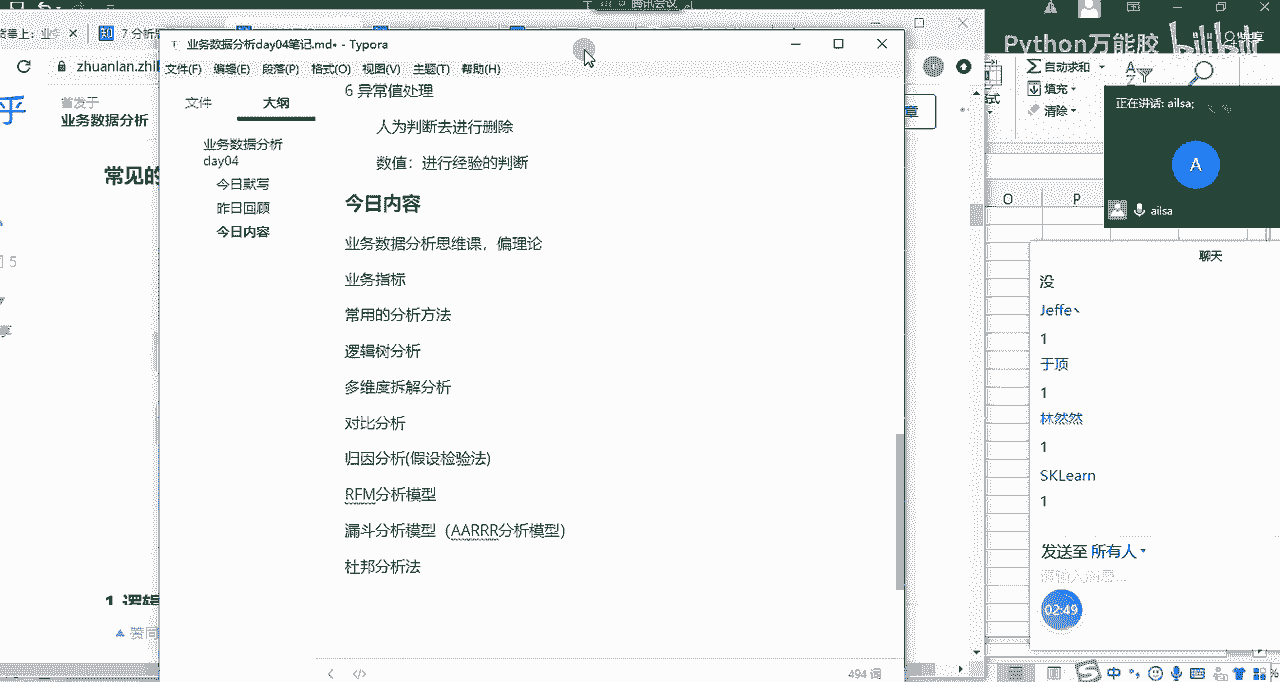 业务数据分析day04笔记.md• - Typora
文件(F) 编辑(E) 段落(P) 格式(O) 视图(V) 主题(T) 帮助(H)
文件 大纲
业务数据分析
day04
今日默写
昨日回顾
今日内容
6 异常值处理
人为判断去进行删除
数值：进行经验的判断
今日内容
业务数据分析思维课，偏理论
业务指标
常用的分析方法
逻辑树分析
多维度拆解分析
对比分析
归因分析(假设检验法)
RFM分析模型
漏斗分析模型（AARRR分析模型）
杜邦分析法
494 词
zhuanlan.zhi
首发于
业务数据分析
常见的
1 逻辑
赞同
腾讯会议
Python万能胶
bilibili
自动求和
填充
清除
正在讲话: ailsa;
A
ailsa
O P
聊天
没
Jeffe丶
1
于顶
1
林然然
1
SKLearn
1
发送至 所有人
02:49
中